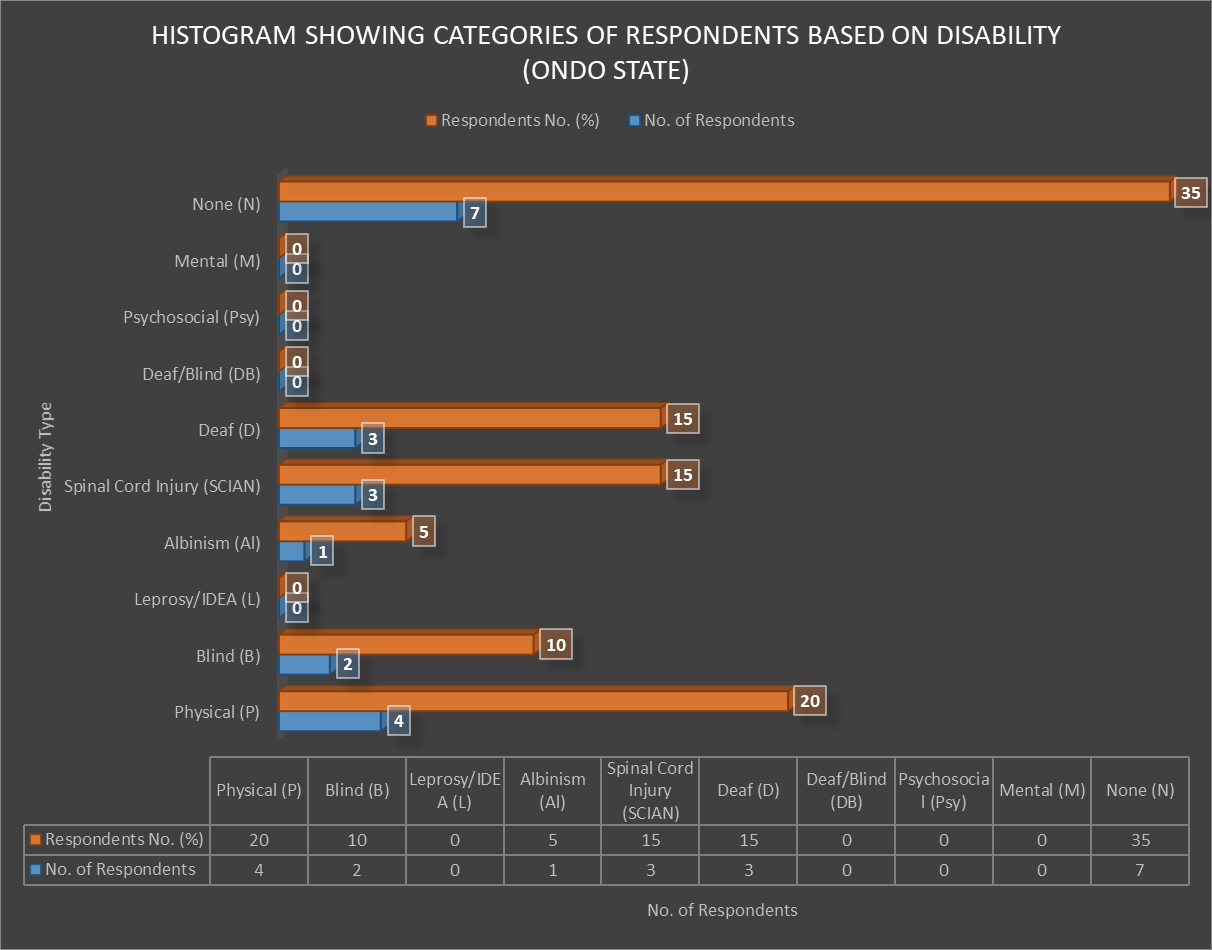 HISTOGRAM SHOWING CATEGORIES OF RESPONDENTS BASED ON DISABILITY
(ONDO STATE)
Respondents No. (%) No. of Respondents
Disability Type
None (N) 35
7
Mental (M) 0
0
Psychosocial (Psy) 0
0
Deaf/Blind (DB) 0
0
Deaf (D) 15
3
Spinal Cord Injury (SCIAN) 15
3
Albinism (Al) 5
1
Leprosy/IDEA (L) 0
0
Blind (B) 10
2
Physical (P) 20
4
Physical (P) Blind (B) Leprosy/IDE
A (L) Albinism
(Al) Spinal Cord
Injury
(SCIAN) Deaf (D) Deaf/Blind
(DB) Psychosocia
l (Psy) Mental (M) None (N)
Respondents No. (%) 20 10 0 5 15 15 0 0 0 35
No. of Respondents 4 2 0 1 3 3 0 0 0 7
No. of Respondents